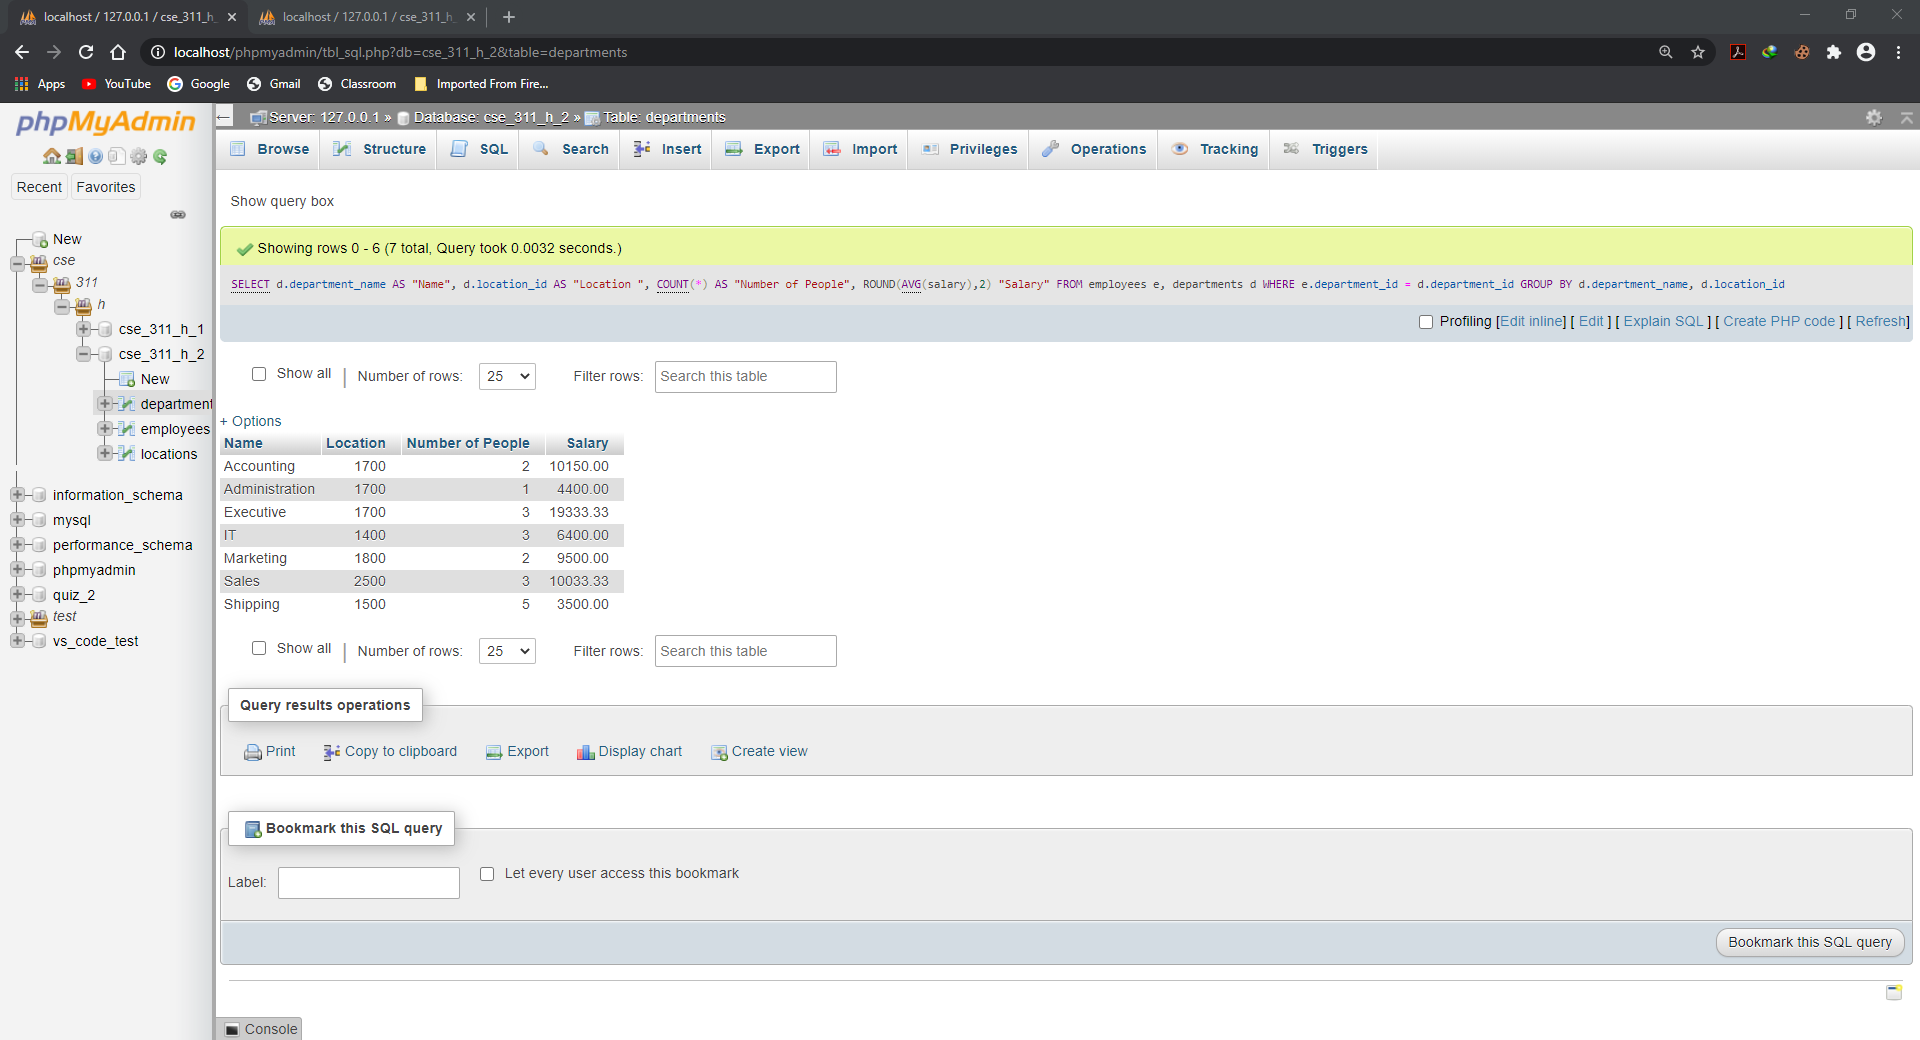 localhost / 127.0.0.1 / cse_311_h_
localhost / 127.0.0.1 / cse_311_h_
localhost/phpmyadmin/tbl_sql.php?db=cse_311_h_2&table=departments
Apps YouTube Google Gmail Classroom Imported From Fire...
phpMyAdmin
Recent Favorites
New
cse
311
h
cse_311_h_1
cse_311_h_2
New
department
employees
locations
information_schema
mysql
performance_schema
phpmyadmin
quiz_2
test
vs_code_test
Server: 127.0.0.1 » Database: cse_311_h_2 » Table: departments
Browse Structure SQL Search Insert Export Import Privileges Operations Tracking Triggers
Show query box
Showing rows 0 - 6 (7 total, Query took 0.0032 seconds.)
SELECT d.department_name AS "Name", d.location_id AS "Location ", COUNT(*) AS "Number of People", ROUND(AVG(salary),2) "Salary" FROM employees e, departments d WHERE e.department_id = d.department_id GROUP BY d.department_name, d.location_id
Profiling [Edit inline] [ Edit ] [ Explain SQL ] [ Create PHP code ] [ Refresh]
Show all | Number of rows: 25 Filter rows: Search this table
+ Options
Name Location Number of People Salary
Accounting 1700 2 10150.00
Administration 1700 1 4400.00
Executive 1700 3 19333.33
IT 1400 3 6400.00
Marketing 1800 2 9500.00
Sales 2500 3 10033.33
Shipping 1500 5 3500.00
Show all | Number of rows: 25 Filter rows: Search this table
Query results operations
Print Copy to clipboard Export Display chart Create view
Bookmark this SQL query
Label: Let every user access this bookmark
Bookmark this SQL query
Console